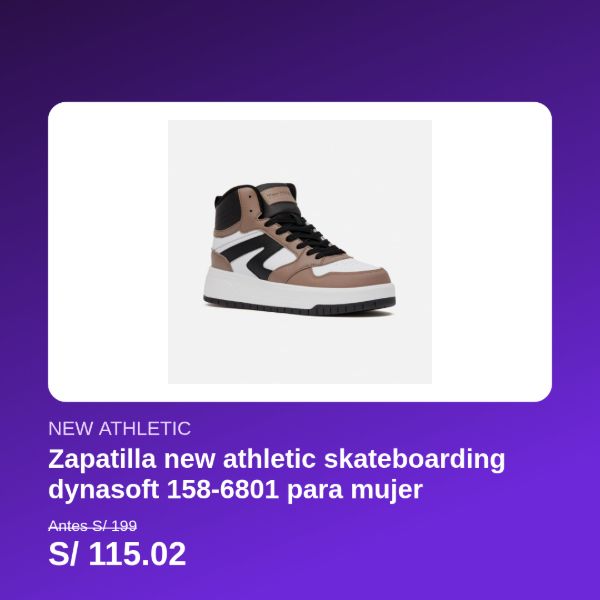 NEW ATHLETIC
Zapatilla new athletic skateboarding
dynasoft 158-6801 para mujer
Antes S/ 199
S/ 115.02